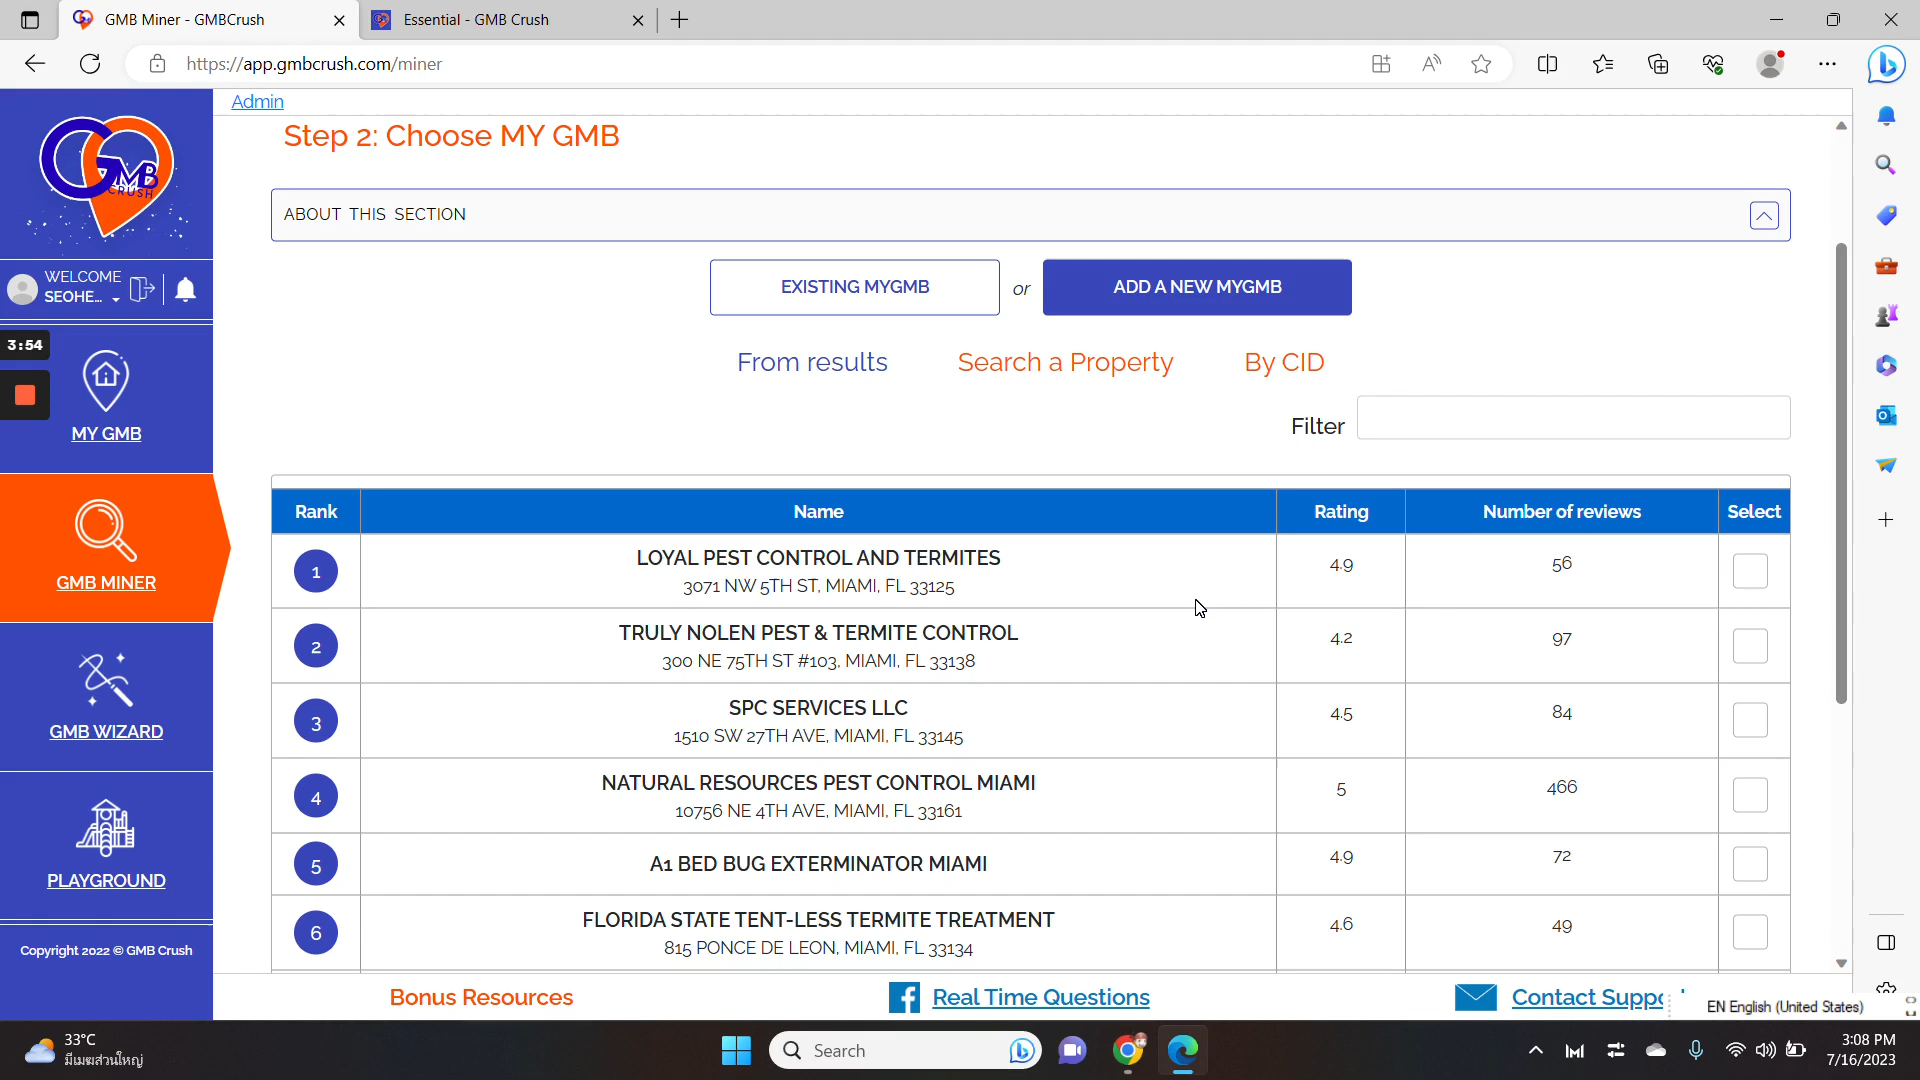 GMB Miner - GMBCrush
Essential - GMB Crush
https://app.gmbcrush.com/miner
Admin
GMB
CRUSH
WELCOME
SEOHE...
3:54
MY GMB
GMB MINER
GMB WIZARD
PLAYGROUND
Copyright 2022 © GMB Crush
Step 2: Choose MY GMB
ABOUT THIS SECTION
EXISTING MYGMB or ADD A NEW MYGMB
From results Search a Property By CID
Filter
Rank Name Rating Number of reviews Select
1 LOYAL PEST CONTROL AND TERMITES 4.9 56
3071 NW 5TH ST, MIAMI, FL 33125
2 TRULY NOLEN PEST & TERMITE CONTROL 4.2 97
300 NE 75TH ST #103, MIAMI, FL 33138
3 SPC SERVICES LLC 4.5 84
1510 SW 27TH AVE, MIAMI, FL 33145
4 NATURAL RESOURCES PEST CONTROL MIAMI 5 466
10756 NE 4TH AVE, MIAMI, FL 33161
5 A1 BED BUG EXTERMINATOR MIAMI 4.9 72
6 FLORIDA STATE TENT-LESS TERMITE TREATMENT 4.6 49
815 PONCE DE LEON, MIAMI, FL 33134
Bonus Resources Real Time Questions Contact Suppo
EN English (United States)
33°C
มีเมฆส่วนใหญ่
Search
3:08 PM
7/16/2023